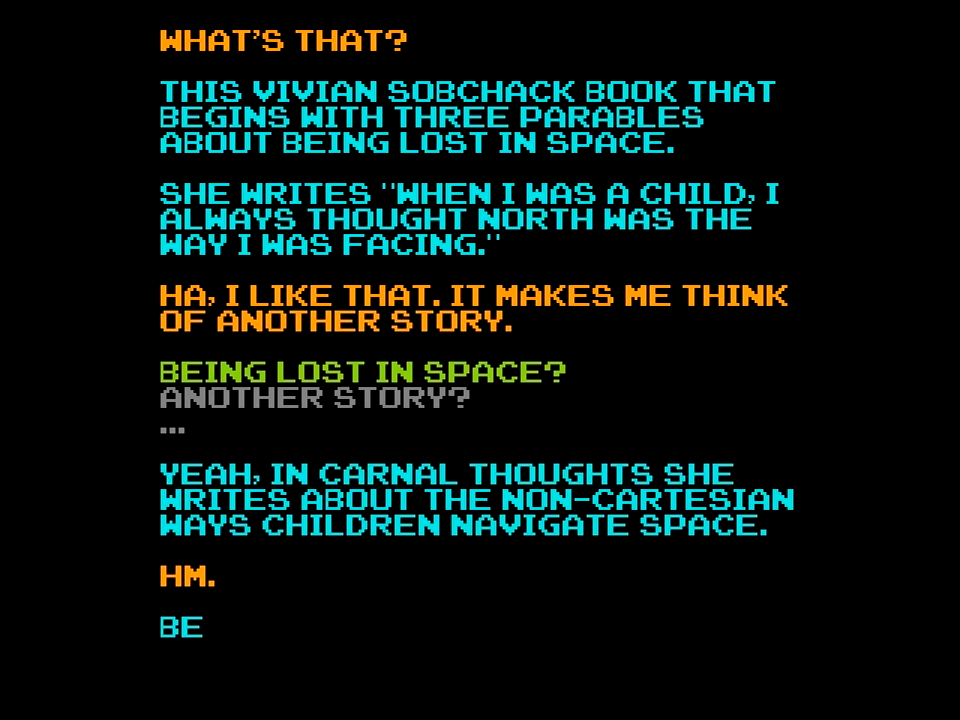 WHAT'S THAT?
THIS VIVIAN SOBCHACK BOOK THAT
BEGINS WITH THREE PARABLES
ABOUT BEING LOST IN SPACE.
SHE WRITES "WHEN I WAS A CHILD, I
ALWAYS THOUGHT NORTH WAS THE
WAY I WAS FACING."
HA, I LIKE THAT. IT MAKES ME THINK
OF ANOTHER STORY.
BEING LOST IN SPACE?
ANOTHER STORY?
...
YEAH, IN CARNAL THOUGHTS SHE
WRITES ABOUT THE NON-CARTESIAN
WAYS CHILDREN NAVIGATE SPACE.
HM.
BE